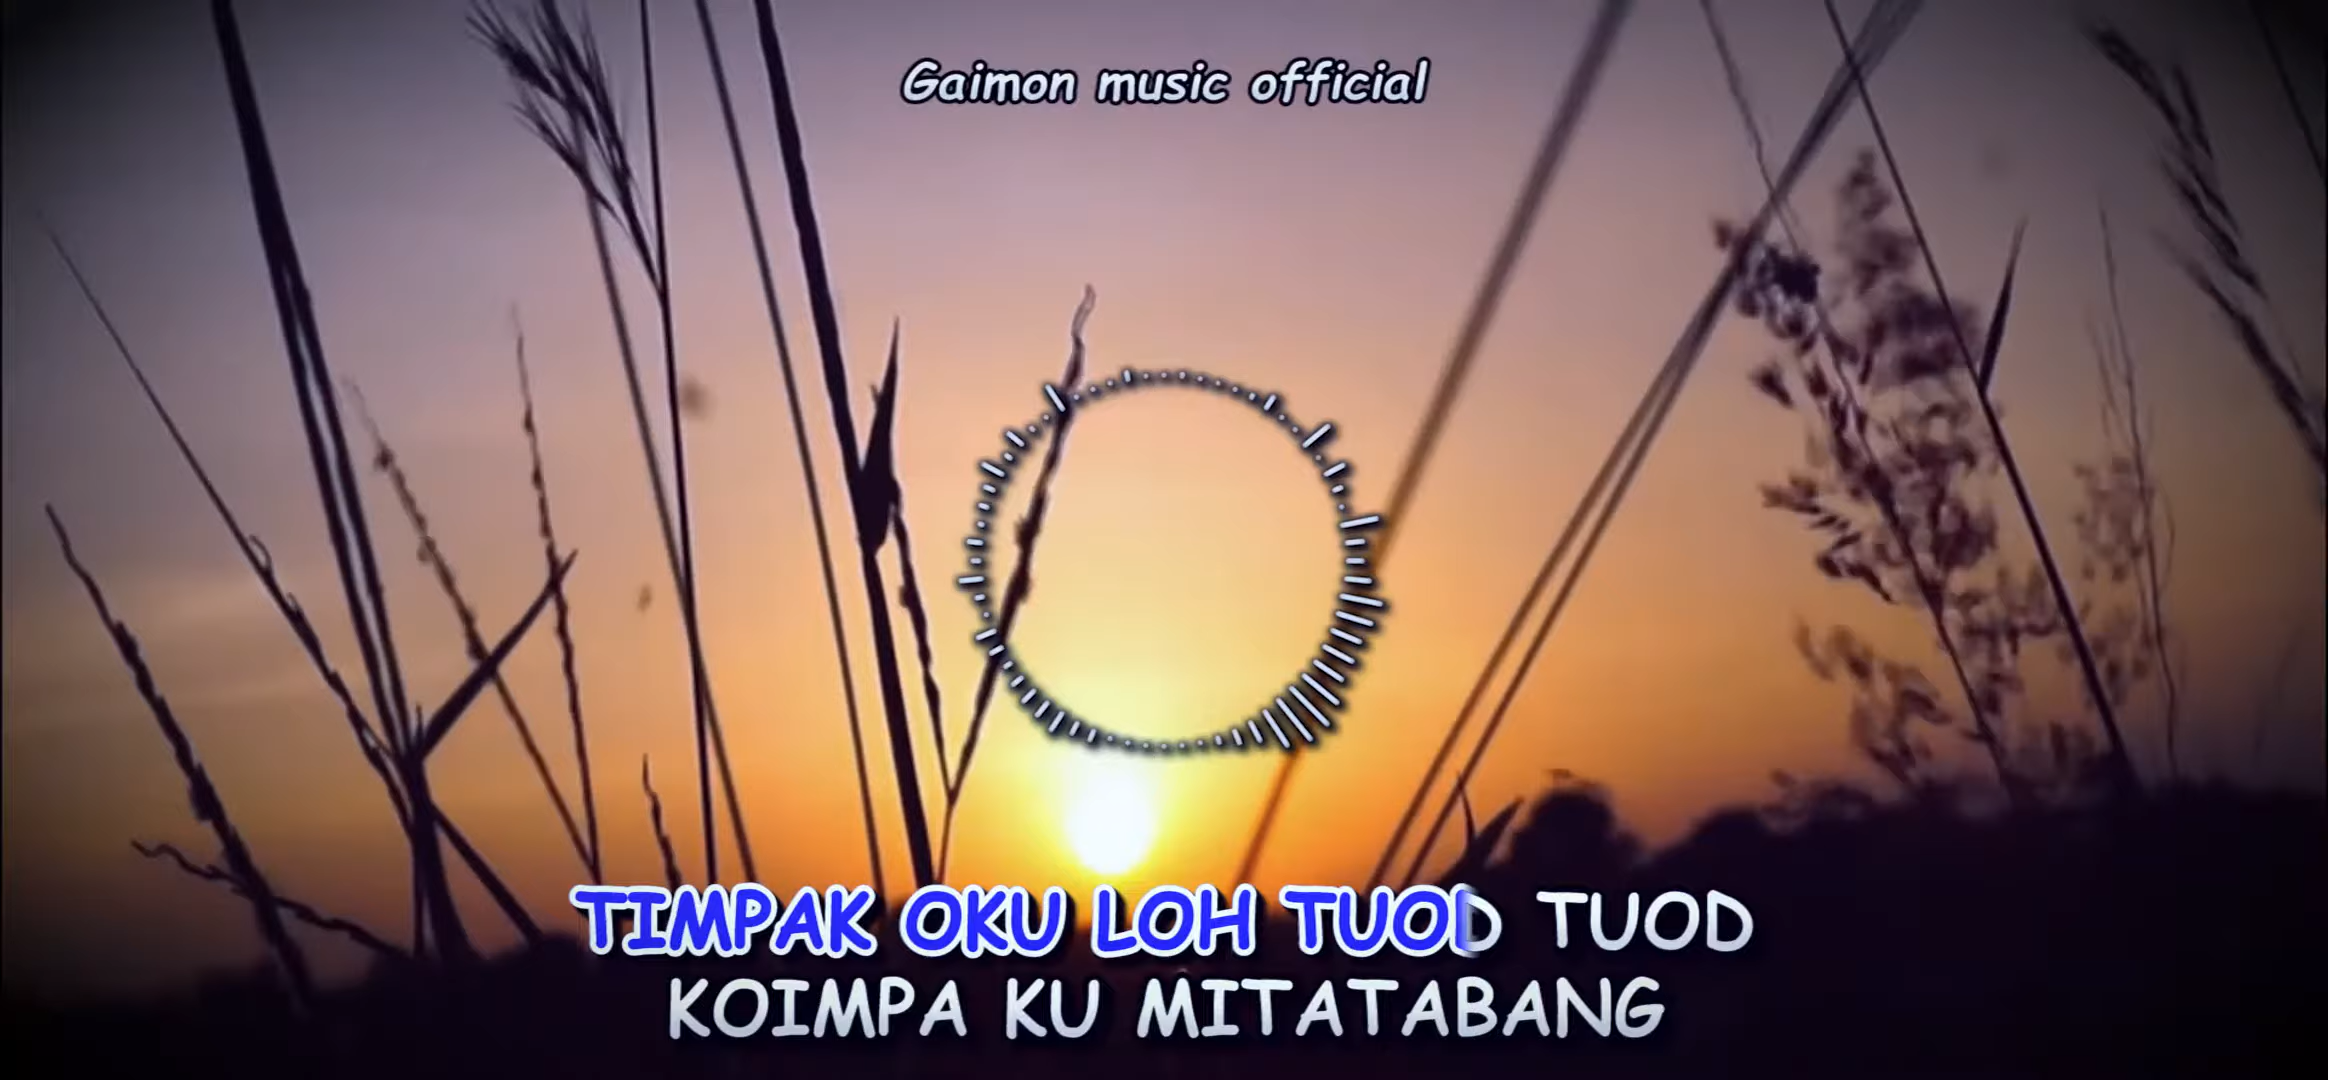 Gaimon music official
TIMPAK OKU LOH TUOD TUOD
KOIMPA KU MITATABANG